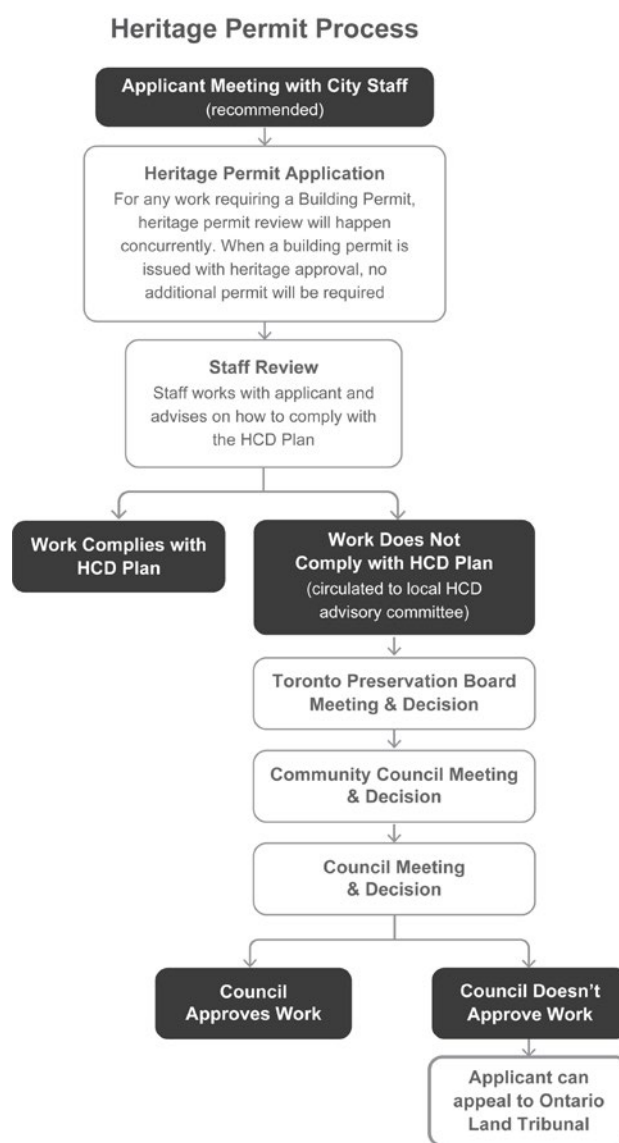 Heritage Permit Process
Applicant Meeting with City Staff
(recommended)
Heritage Permit Application
For any work requiring a Building Permit,
heritage permit review will happen
concurrently. When a building permit is
issued with heritage approval, no
additional permit will be required
Staff Review
Staff works with applicant and
advises on how to comply with
the HCD Plan
Work Complies with
HCD Plan
Work Does Not
Comply with HCD Plan
(circulated to local HCD
advisory committee)
Toronto Preservation Board
Meeting & Decision
Community Council Meeting
& Decision
Council Meeting
& Decision
Council
Approves Work
Council Doesn't
Approve Work
Applicant can
appeal to Ontario
Land Tribunal